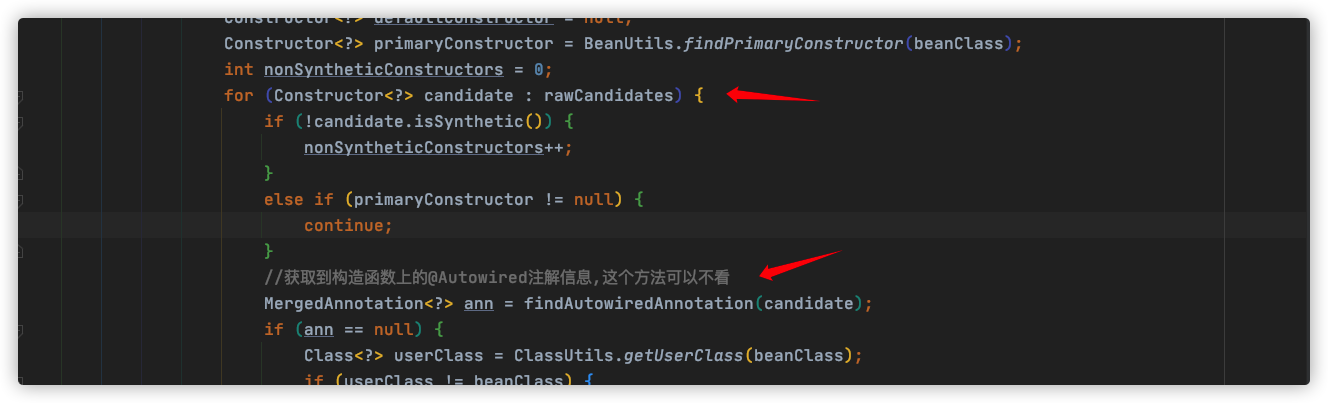 Constructor<?> defaultConstructor = null;
Constructor<?> primaryConstructor = BeanUtils.findPrimaryConstructor(beanClass);
int nonSyntheticConstructors = 0;
for (Constructor<?> candidate : rawCandidates) {
if (!candidate.isSynthetic()) {
nonSyntheticConstructors++;
}
else if (primaryConstructor != null) {
continue;
}
//获取到构造函数上的@Autowired注解信息,这个方法可以不看
MergedAnnotation<?> ann = findAutowiredAnnotation(candidate);
if (ann == null) {
Class<?> userClass = ClassUtils.getUserClass(beanClass);
if (userClass != beanClass) {